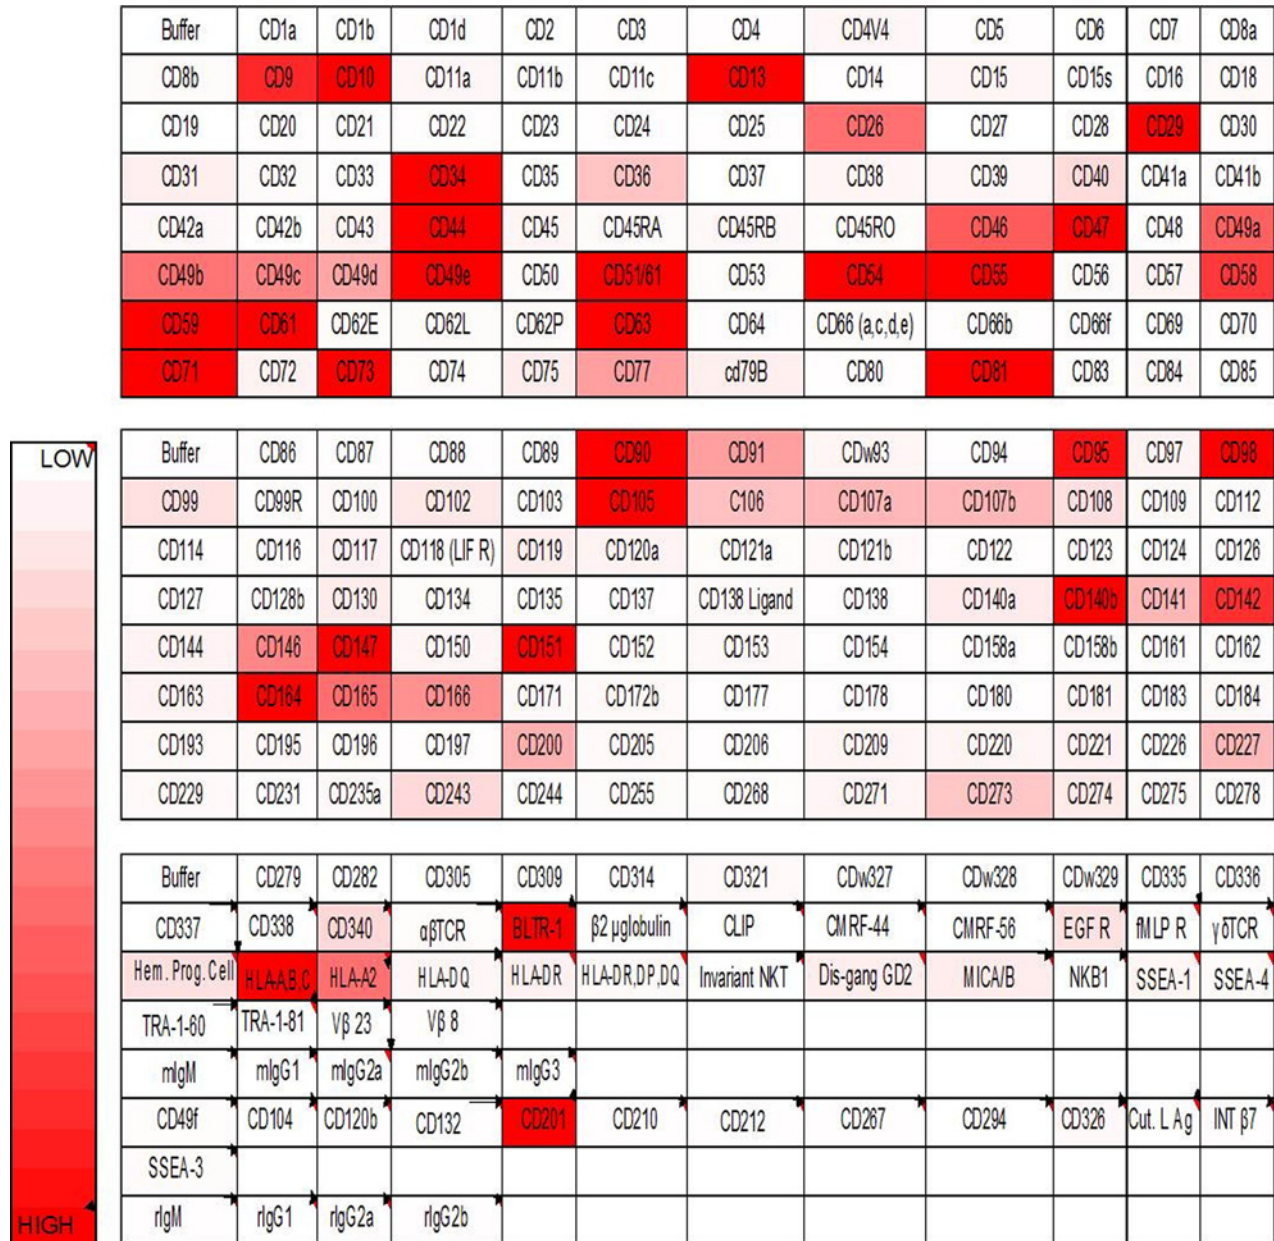 Buffer CD1a CD1b CD1d CD2 CD3 CD4 CD4V4 CD5 CD6 CD7 CD8a
CD8b CD9 CD10 CD11a CD11b CD11c CD13 CD14 CD15 CD15s CD16 CD18
CD19 CD20 CD21 CD22 CD23 CD24 CD25 CD26 CD27 CD28 CD29 CD30
CD31 CD32 CD33 CD34 CD35 CD36 CD37 CD38 CD39 CD40 CD41a CD41b
CD42a CD42b CD43 CD44 CD45 CD45RA CD45RB CD45RO CD46 CD47 CD48 CD49a
CD49b CD49c CD49d CD49e CD50 CD51/61 CD53 CD54 CD55 CD56 CD57 CD58
CD59 CD61 CD62E CD62L CD62P CD63 CD64 CD66 (a,c,d,e) CD66b CD66f CD69 CD70
CD71 CD72 CD73 CD74 CD75 CD77 cd79B CD80 CD81 CD83 CD84 CD85
LOW
Buffer CD86 CD87 CD88 CD89 CD90 CD91 CDw93 CD94 CD95 CD97 CD98
CD99 CD99R CD100 CD102 CD103 CD105 C106 CD107a CD107b CD108 CD109 CD112
CD114 CD116 CD117 CD118 (LIF R) CD119 CD120a CD121a CD121b CD122 CD123 CD124 CD126
CD127 CD128b CD130 CD134 CD135 CD137 CD138 Ligand CD138 CD140a CD140b CD141 CD142
CD144 CD146 CD147 CD150 CD151 CD152 CD153 CD154 CD158a CD158b CD161 CD162
CD163 CD164 CD165 CD166 CD171 CD172b CD177 CD178 CD180 CD181 CD183 CD184
CD193 CD195 CD196 CD197 CD200 CD205 CD206 CD209 CD220 CD221 CD226 CD227
CD229 CD231 CD235a CD243 CD244 CD255 CD268 CD271 CD273 CD274 CD275 CD278
Buffer CD279 CD282 CD305 CD309 CD314 CD321 CDw327 CDw328 CDw329 CD335 CD336
CD337 CD338 CD340 αβTCR BLTR-1 β2 μglobulin CLIP CMRF-44 CMRF-56 EGF R fMLP R γδTCR
Hem. Prog. Cell HLA-A,B,C HLA-A2 HLA-DQ HLA-DR HLA-DR,DP,DQ Invariant NKT Dis-gang GD2 MICA/B NKB1 SSEA-1 SSEA-4
TRA-1-60 TRA-1-81 Vβ 23 Vβ 8
mIgM mIgG1 mIgG2a mIgG2b mIgG3
CD49f CD104 CD120b CD132 CD201 CD210 CD212 CD267 CD294 CD326 Cut. L Ag INT β7
SSEA-3
rIgM rIgG1 rIgG2a rIgG2b
HIGH